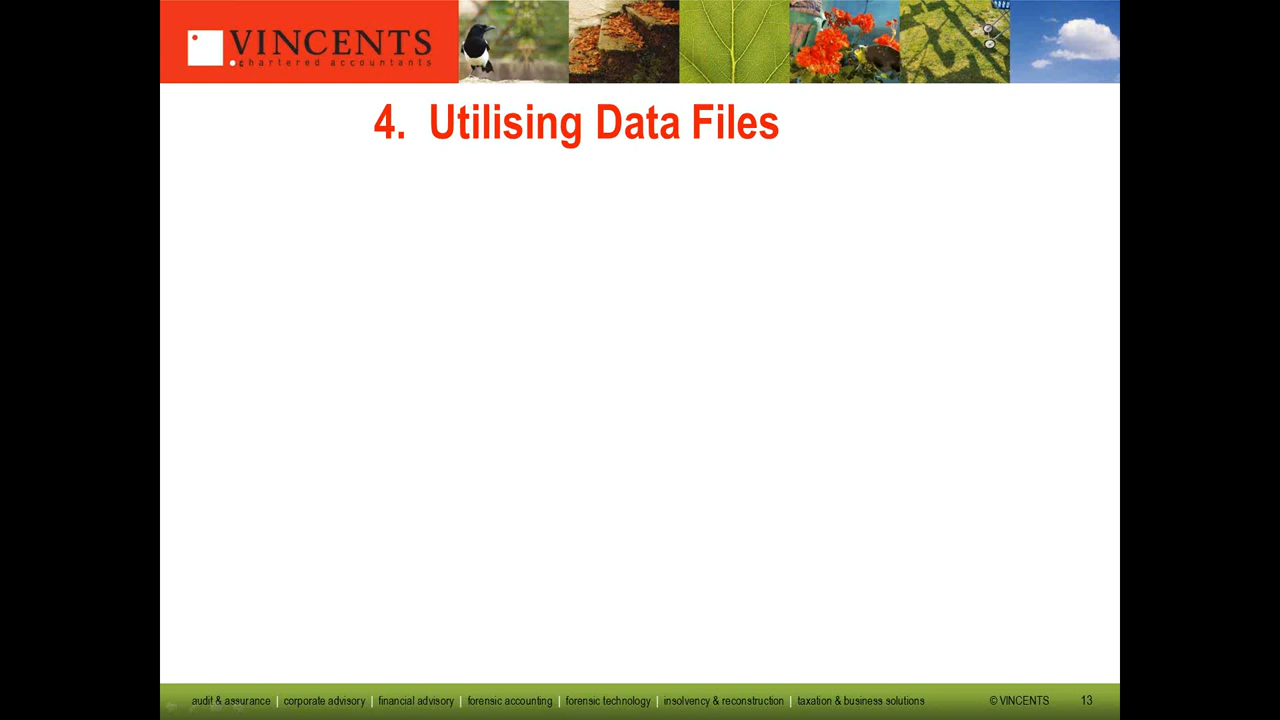 VINCENTS
chartered accountants
4. Utilising Data Files
audit & assurance | corporate advisory | financial advisory | forensic accounting | forensic technology | insolvency & reconstruction | taxation & business solutions © VINCENTS 13